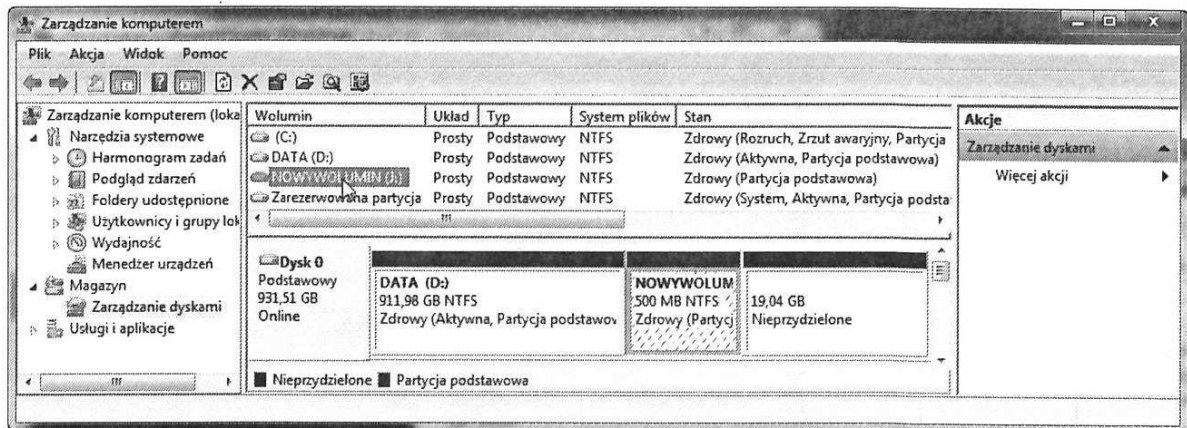 Zarządzanie komputerem
Plik Akcja Widok Pomoc
Zarządzanie komputerem (loka
Narzędzia systemowe
Harmonogram zadań
Podgląd zdarzeń
Foldery udostępnione
Użytkownicy i grupy lok
Wydajność
Menedżer urządzeń
Magazyn
Zarządzanie dyskami
Usługi i aplikacje
Wolumin Układ Typ System plików Stan
(C:) Prosty Podstawowy NTFS Zdrowy (Rozruch, Zrzut awaryjny, Partycja
DATA (D:) Prosty Podstawowy NTFS Zdrowy (Aktywna, Partycja podstawowa)
NOWYWOLUMIN Prosty Podstawowy NTFS Zdrowy (Partycja podstawowa)
Zarezerwowana partycja Prosty Podstawowy NTFS Zdrowy (System, Aktywna, Partycja podsta
Dysk 0
Podstawowy
931,51 GB
Online
DATA (D:)
911,98 GB NTFS
Zdrowy (Aktywna, Partycja podstawow
NOWYWOLUM
500 MB NTFS
Zdrowy (Partycj
19,04 GB
Nieprzydzielone
Nieprzydzielone Partycja podstawowa
Akcje
Zarządzanie dyskami
Więcej akcji